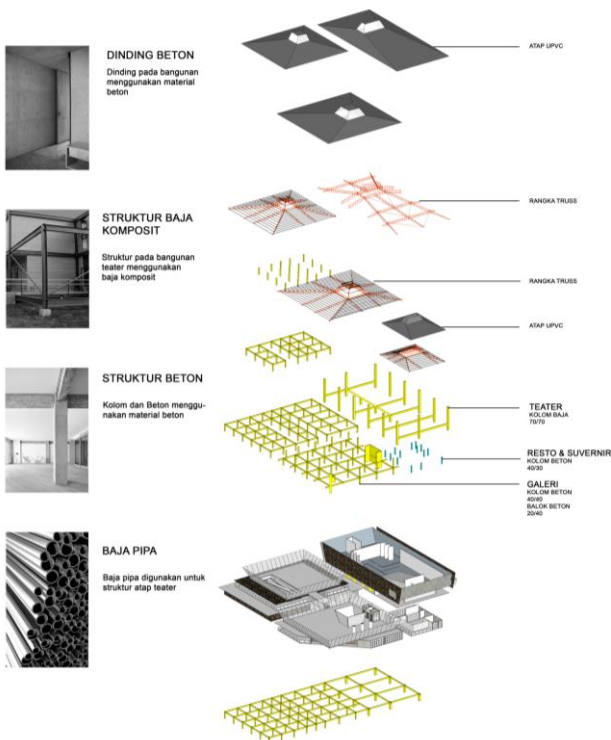 DINDING BETON
Dinding pada bangunan
menggunakan material
beton
STRUKTUR BAJA
KOMPOSIT
Struktur pada bangunan
teater menggunakan
baja komposit
STRUKTUR BETON
Kolom dan Beton menggu-
nakan material beton
BAJA PIPA
Baja pipa digunakan untuk
struktur atap teater
ATAP UPVC
RANGKA TRUSS
RANGKA TRUSS
ATAP UPVC
TEATER
KOLOM BAJA
70/70
RESTO & SUVERNIR
KOLOM BETON
40/30
GALERI
KOLOM BETON
40/40
BALOK BETON
20/40